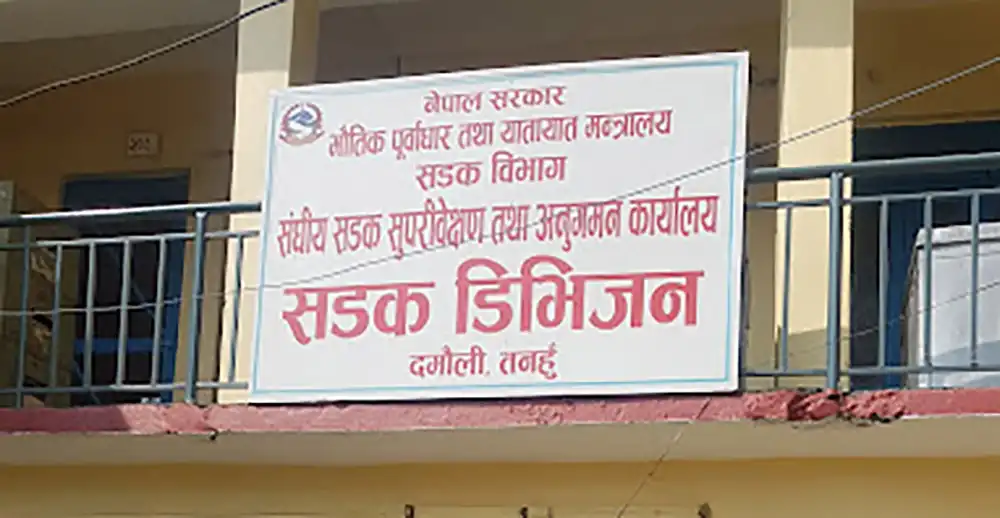 नेपाल सरकार
भौतिक पूर्वाधार तथा यातायात मन्त्रालय
सडक विभाग
संघीय सडक सुपरीवेक्षण तथा अनुगमन कार्यालय
सडक डिभिजन
दमौली, तनहुँ